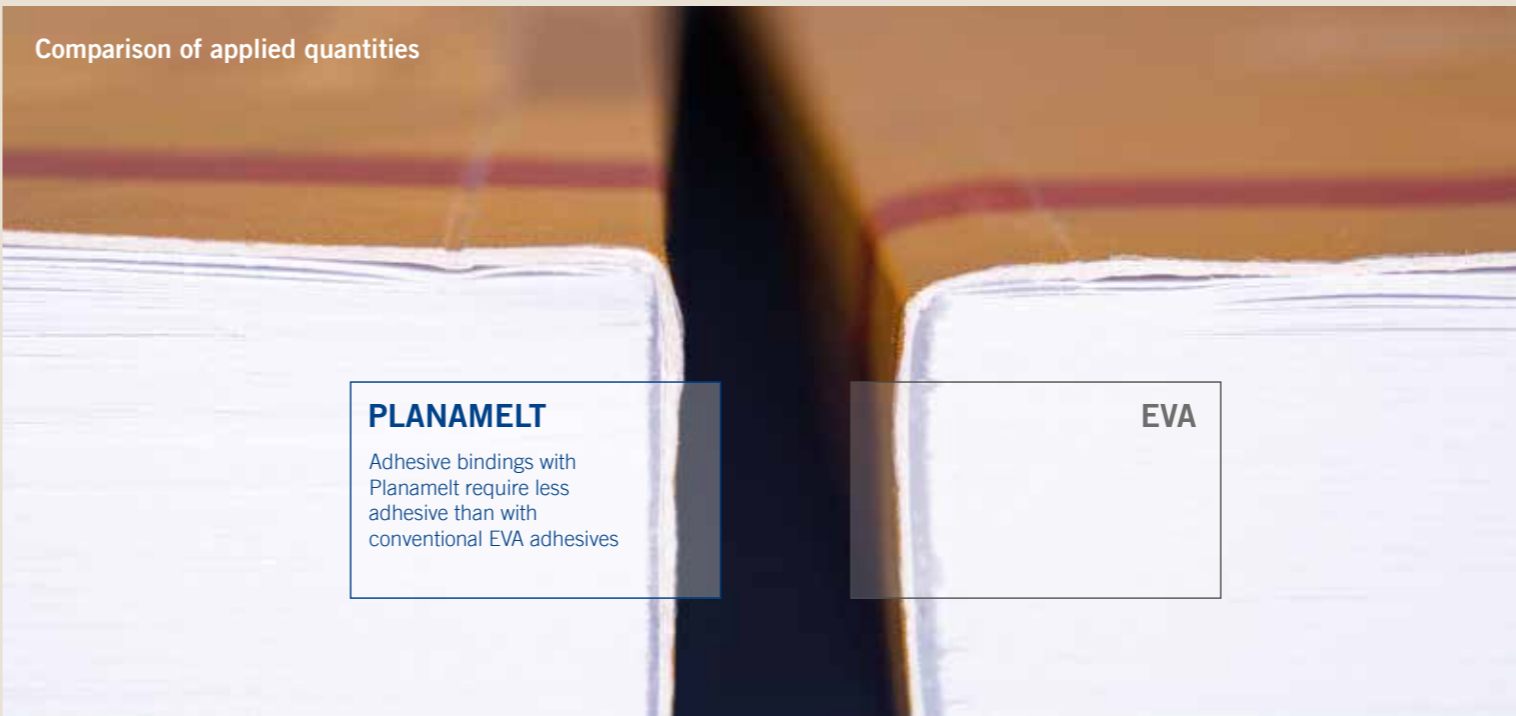 Comparison of applied quantities
PLANAMELT
Adhesive bindings with
Planamelt require less
adhesive than with
conventional EVA adhesives
EVA